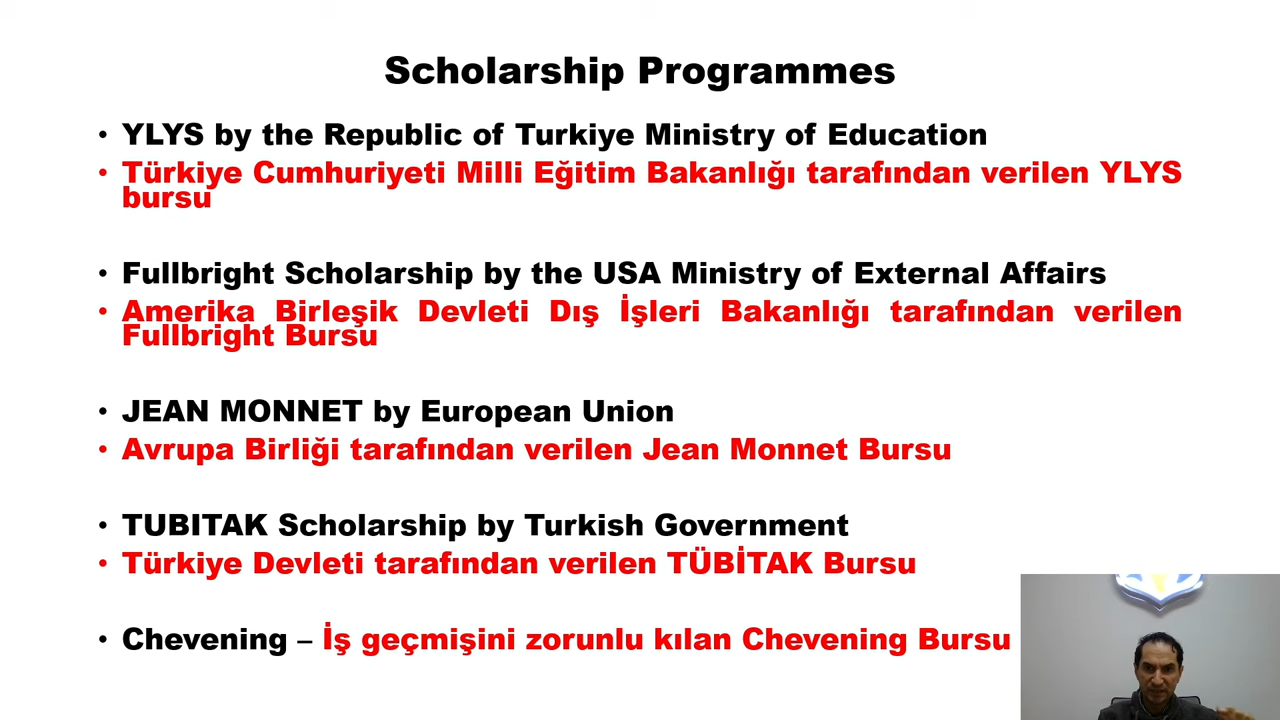 Scholarship Programmes
• YLYS by the Republic of Turkiye Ministry of Education
• Türkiye Cumhuriyeti Milli Eğitim Bakanlığı tarafından verilen YLYS
bursu
• Fullbright Scholarship by the USA Ministry of External Affairs
• Amerika Birleşik Devleti Dış İşleri Bakanlığı tarafından verilen
Fullbright Bursu
• JEAN MONNET by European Union
• Avrupa Birliği tarafından verilen Jean Monnet Bursu
• TUBITAK Scholarship by Turkish Government
• Türkiye Devleti tarafından verilen TÜBİTAK Bursu
• Chevening – İş geçmişini zorunlu kılan Chevening Bursu